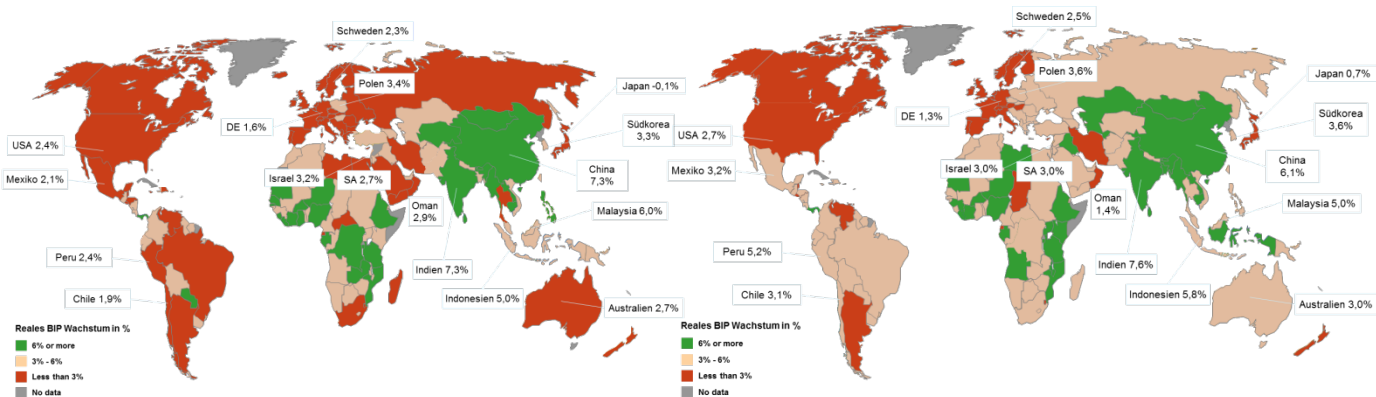 Schweden 2,3%
Polen 3,4%
Japan -0,1%
DE 1,6%
Südkorea
3,3%
USA 2,4%
China
7,3%
Israel 3,2%
SA 2,7%
Mexiko 2,1%
Oman
2,9%
Malaysia 6,0%
Peru 2,4%
Indien 7,3%
Indonesien 5,0%
Chile 1,9%
Australien 2,7%
Reales BIP Wachstum in %
6% or more
3% - 6%
Less than 3%
No data
Schweden 2,5%
Polen 3,6%
Japan 0,7%
DE 1,3%
Südkorea
3,6%
USA 2,7%
China
6,1%
Israel 3,0%
SA 3,0%
Mexiko 3,2%
Oman
1,4%
Malaysia 5,0%
Peru 5,2%
Indien 7,6%
Indonesien 5,8%
Chile 3,1%
Australien 3,0%
Reales BIP Wachstum in %
6% or more
3% - 6%
Less than 3%
No data